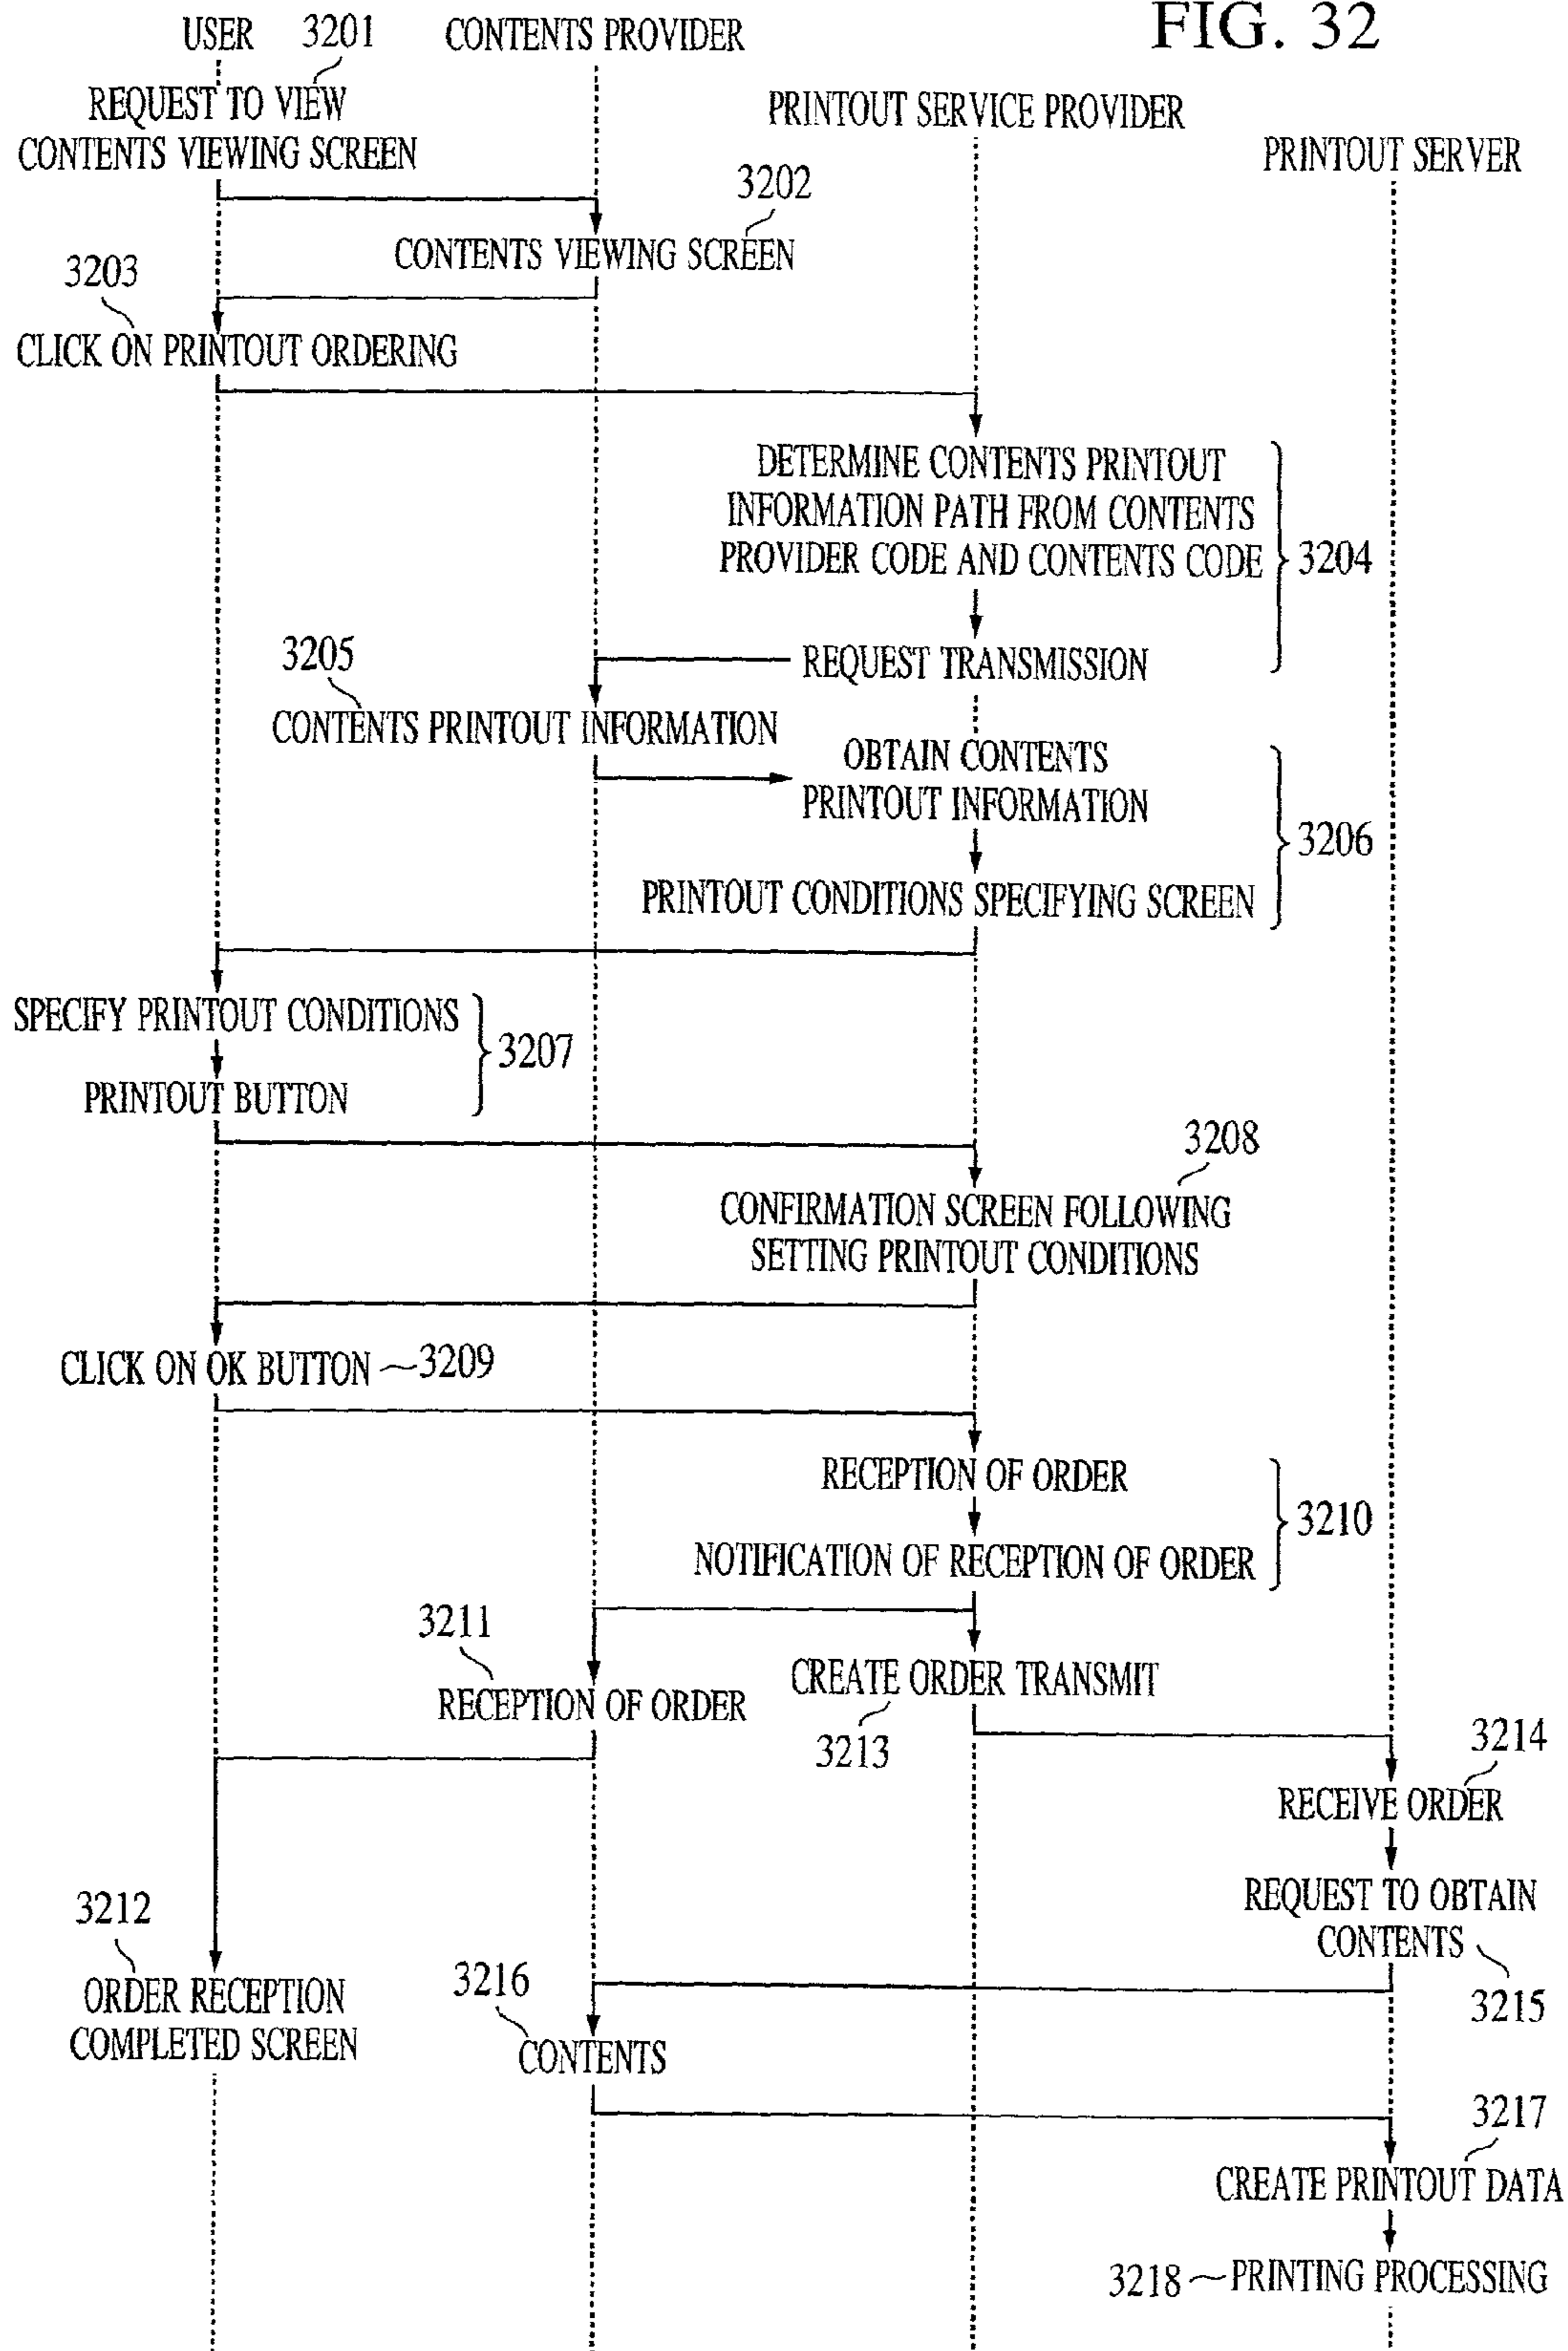 FIG. 32
USER
3201
CONTENTS PROVIDER
PRINTOUT SERVICE PROVIDER
PRINTOUT SERVER
REQUEST TO VIEW
CONTENTS VIEWING SCREEN
3202
CONTENTS VIEWING SCREEN
3203
CLICK ON PRINTOUT ORDERING
DETERMINE CONTENTS PRINTOUT
INFORMATION PATH FROM CONTENTS
PROVIDER CODE AND CONTENTS CODE
3204
REQUEST TRANSMISSION
3205
CONTENTS PRINTOUT INFORMATION
OBTAIN CONTENTS
PRINTOUT INFORMATION
3206
PRINTOUT CONDITIONS SPECIFYING SCREEN
SPECIFY PRINTOUT CONDITIONS
3207
PRINTOUT BUTTON
3208
CONFIRMATION SCREEN FOLLOWING
SETTING PRINTOUT CONDITIONS
CLICK ON OK BUTTON
3209
RECEPTION OF ORDER
3210
NOTIFICATION OF RECEPTION OF ORDER
3211
RECEPTION OF ORDER
CREATE ORDER TRANSMIT
3213
3214
RECEIVE ORDER
REQUEST TO OBTAIN
CONTENTS
3215
3212
ORDER RECEPTION
COMPLETED SCREEN
3216
CONTENTS
3217
CREATE PRINTOUT DATA
3218
PRINTING PROCESSING